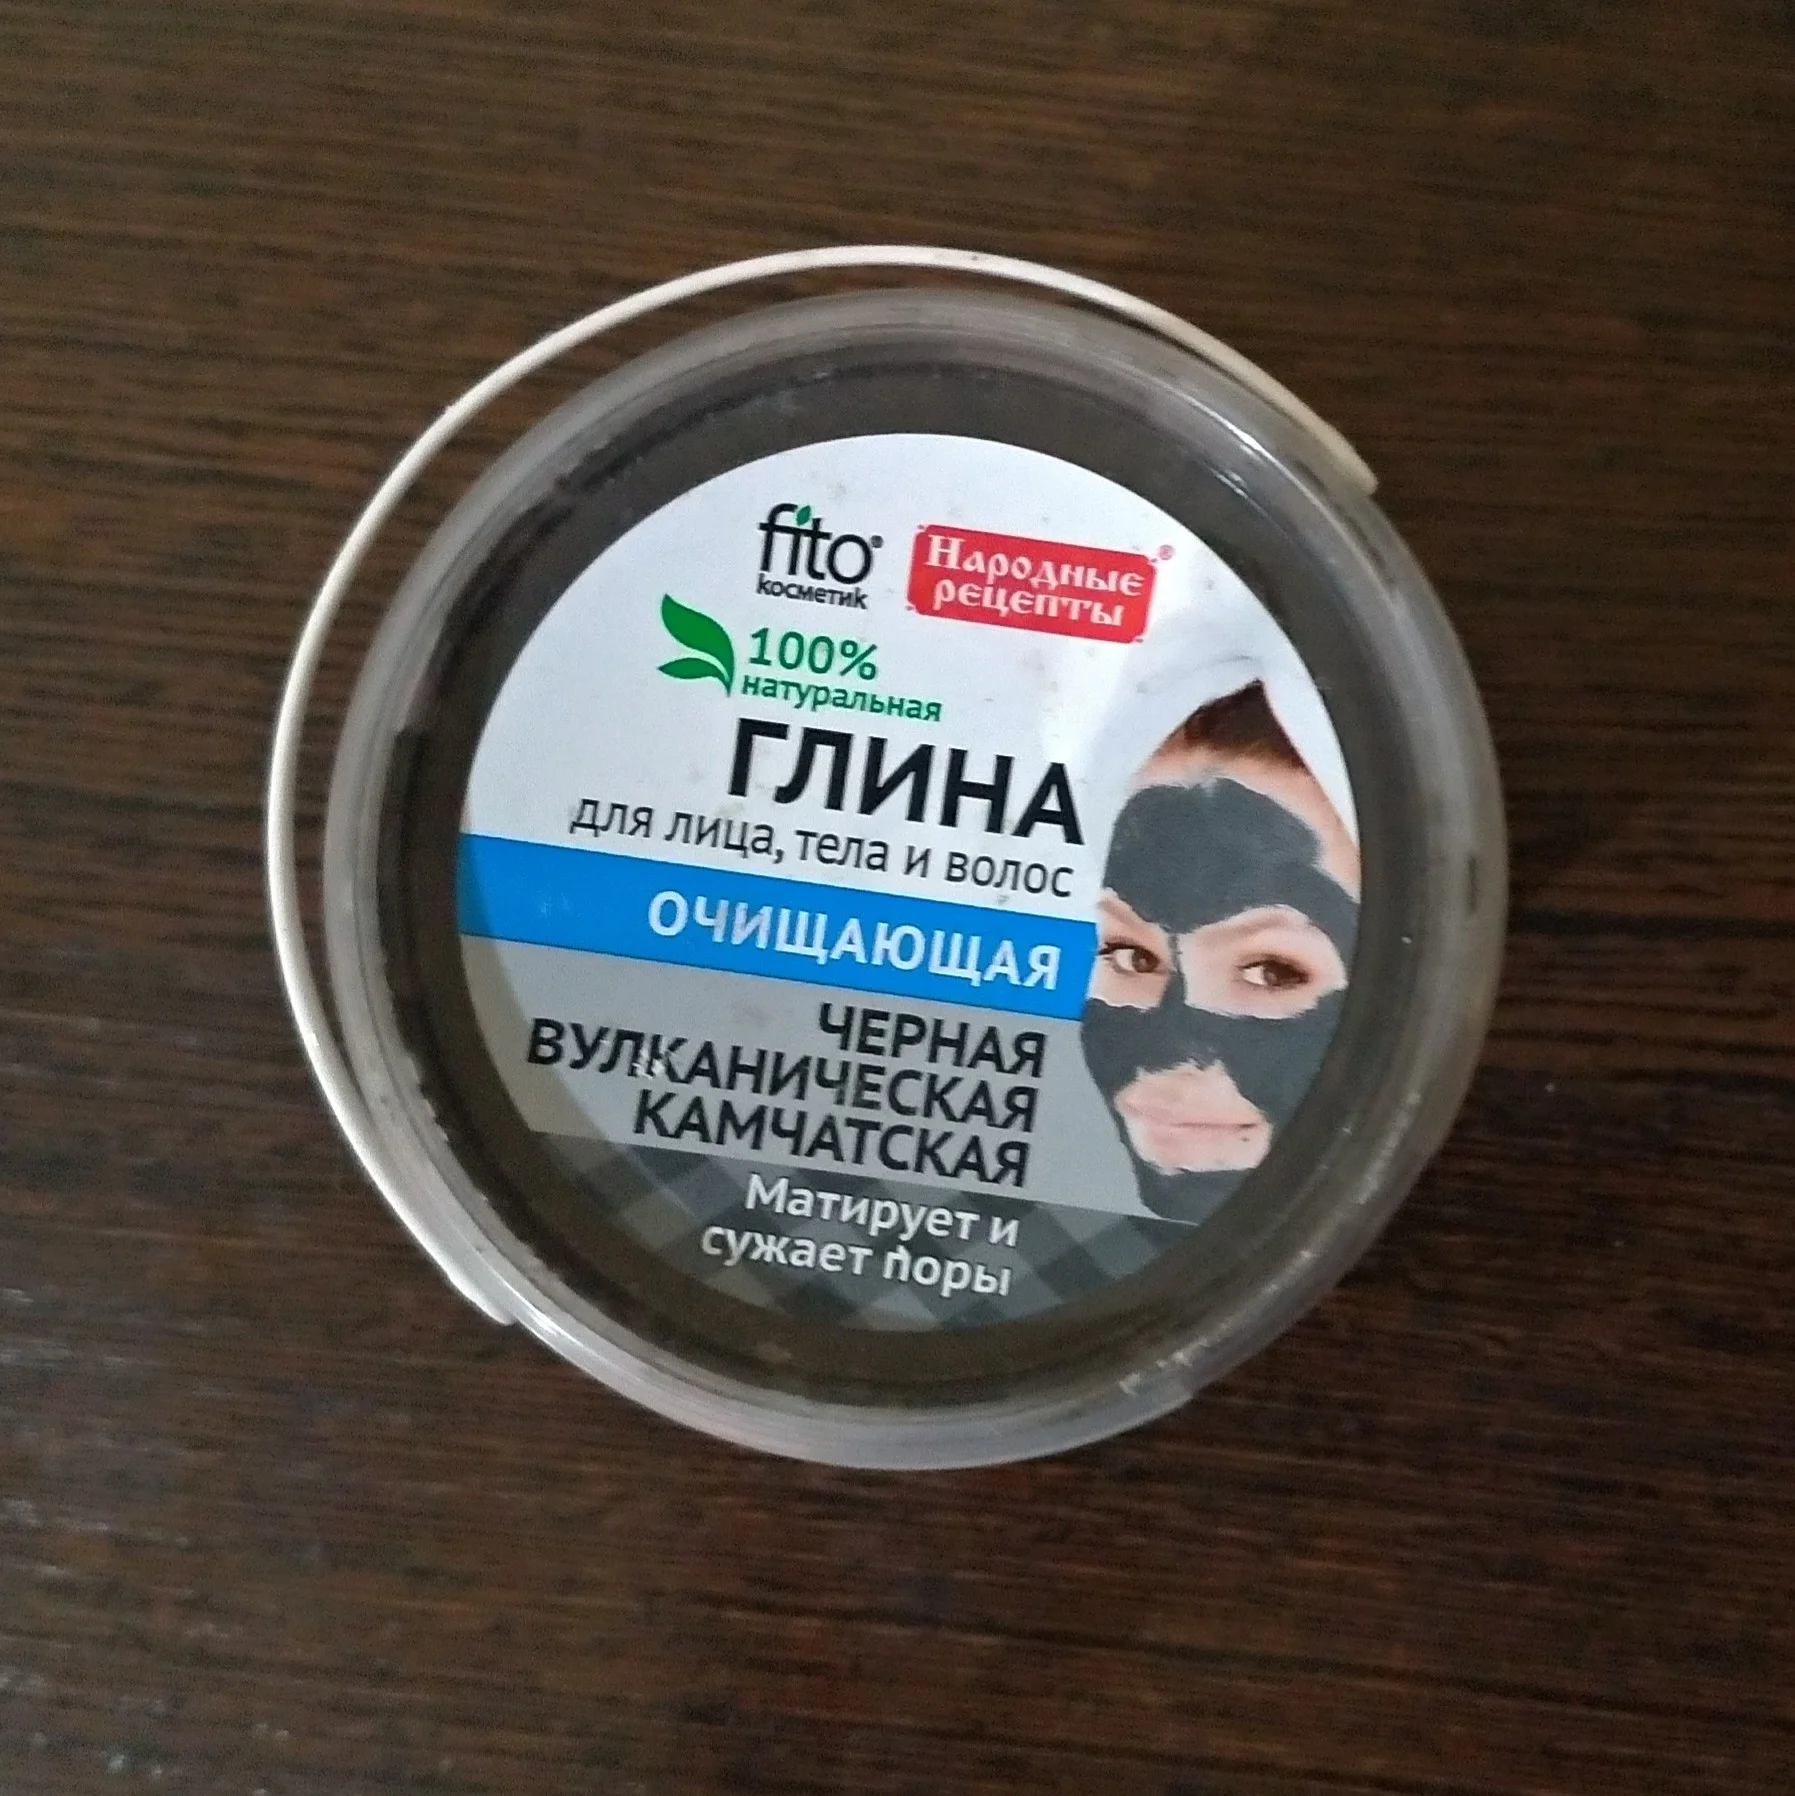 fito®
косметик
Народные®
рецепты
100%
натуральная
ГЛИНА
для лица, тела и волос
ОЧИЩАЮЩАЯ
ЧЕРНАЯ
ВУЛКАНИЧЕСКАЯ
КАМЧАТСКАЯ
Матирует и
сужает поры